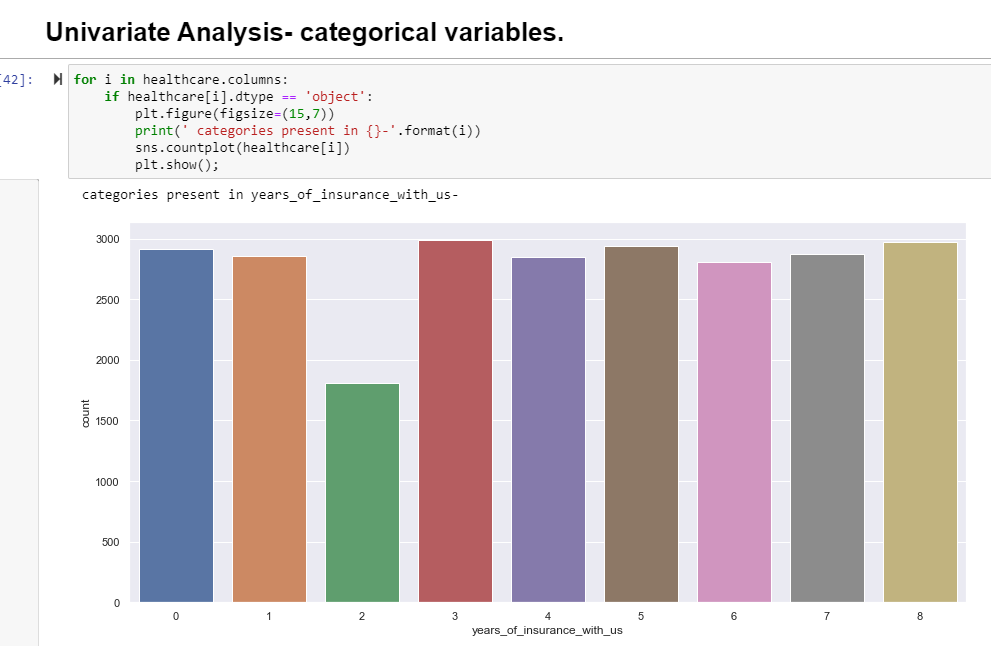 Univariate Analysis- categorical variables.
[42]:
for i in healthcare.columns:
    if healthcare[i].dtype == 'object':
        plt.figure(figsize=(15,7))
        print(' categories present in {}-'.format(i))
        sns.countplot(healthcare[i])
        plt.show();
categories present in years_of_insurance_with_us-
3000
2500
2000
1500
1000
500
0
count
0 1 2 3 4 5 6 7 8
years_of_insurance_with_us